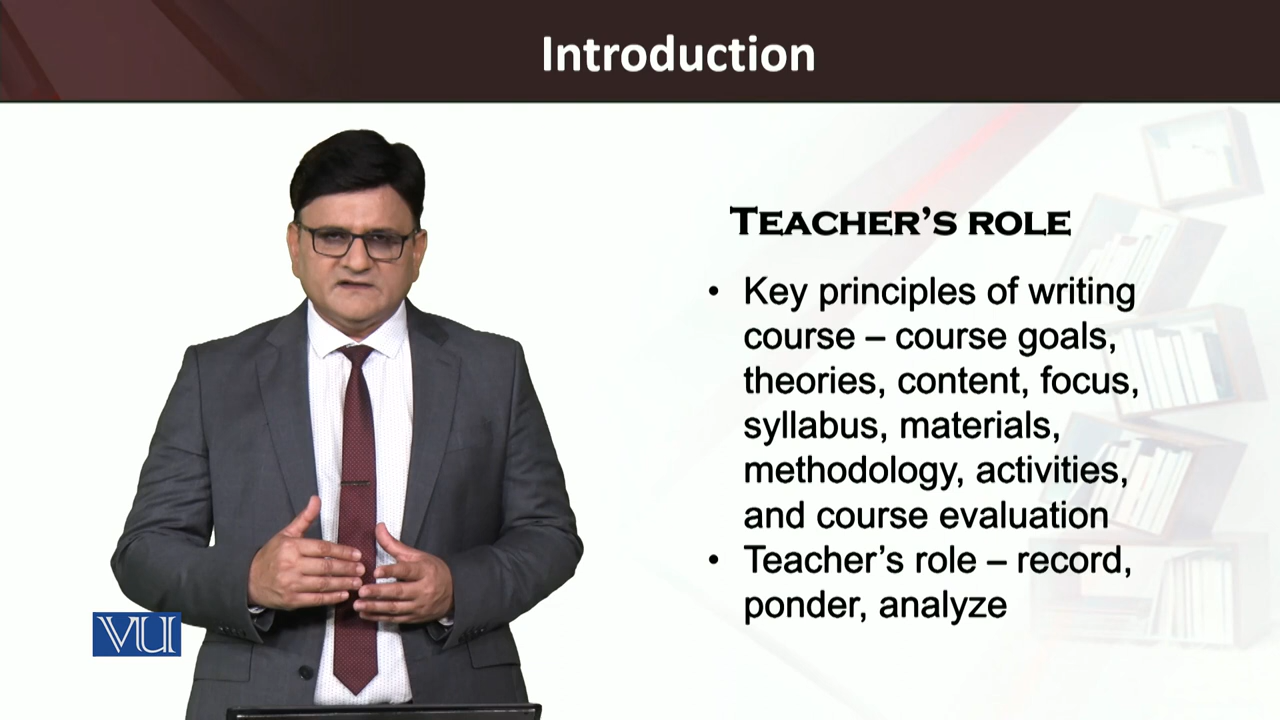 Introduction
TEACHER'S ROLE
• Key principles of writing
course – course goals,
theories, content, focus,
syllabus, materials,
methodology, activities,
and course evaluation
• Teacher's role – record,
ponder, analyze
VU